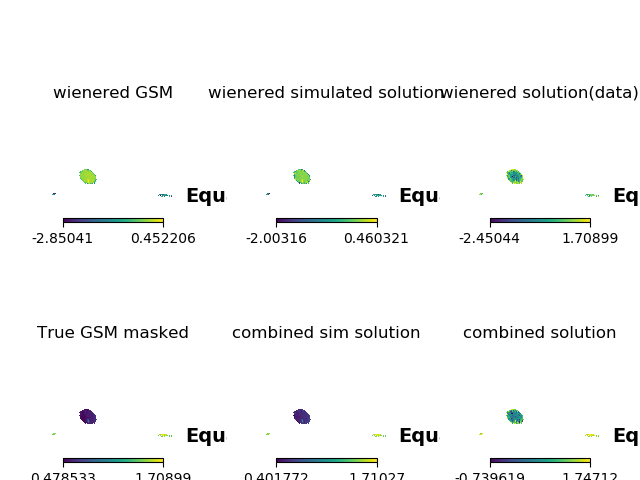 wienered GSM wienered simulated solution wienered solution(data)
Equ Equ Eq
-2.85041 0.452206 -2.00316 0.460321 -2.45044 1.70899
True GSM masked combined sim solution combined solution
Equ Equ Eq
0.478533 1.70899 0.401772 1.71027 -0.739619 1.74712